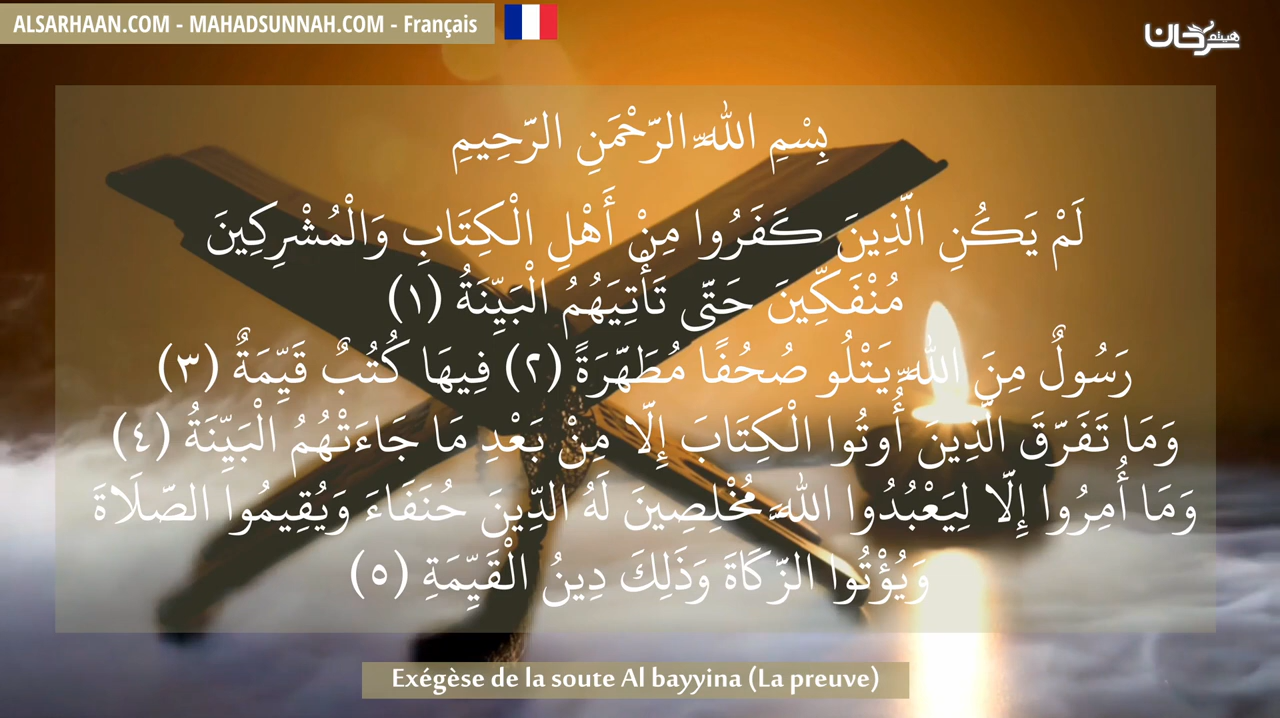 ALSARHAAN.COM - MAHADSUNNAH.COM - Français
هيثم سرحان
بِسْمِ اللَّهِ الرَّحْمَنِ الرَّحِيمِ
لَمْ يَكُنِ الَّذِينَ كَفَرُوا مِنْ أَهْلِ الْكِتَابِ وَالْمُشْرِكِينَ
مُنْفَكِّينَ حَتَّى تَأْتِيَهُمُ الْبَيِّنَةُ (١)
رَسُولٌ مِنَ اللَّهِ يَتْلُو صُحُفًا مُطَهَّرَةً (٢) فِيهَا كُتُبٌ قَيِّمَةٌ (٣)
وَمَا تَفَرَّقَ الَّذِينَ أُوتُوا الْكِتَابَ إِلَّا مِنْ بَعْدِ مَا جَاءَتْهُمُ الْبَيِّنَةُ (٤)
وَمَا أُمِرُوا إِلَّا لِيَعْبُدُوا اللَّهَ مُخْلِصِينَ لَهُ الدِّينَ حُنَفَاءَ وَيُقِيمُوا الصَّلَاةَ
وَيُؤْتُوا الزَّكَاةَ وَذَلِكَ دِينُ الْقَيِّمَةِ (٥)
Exégèse de la soute Al bayyina (La preuve)